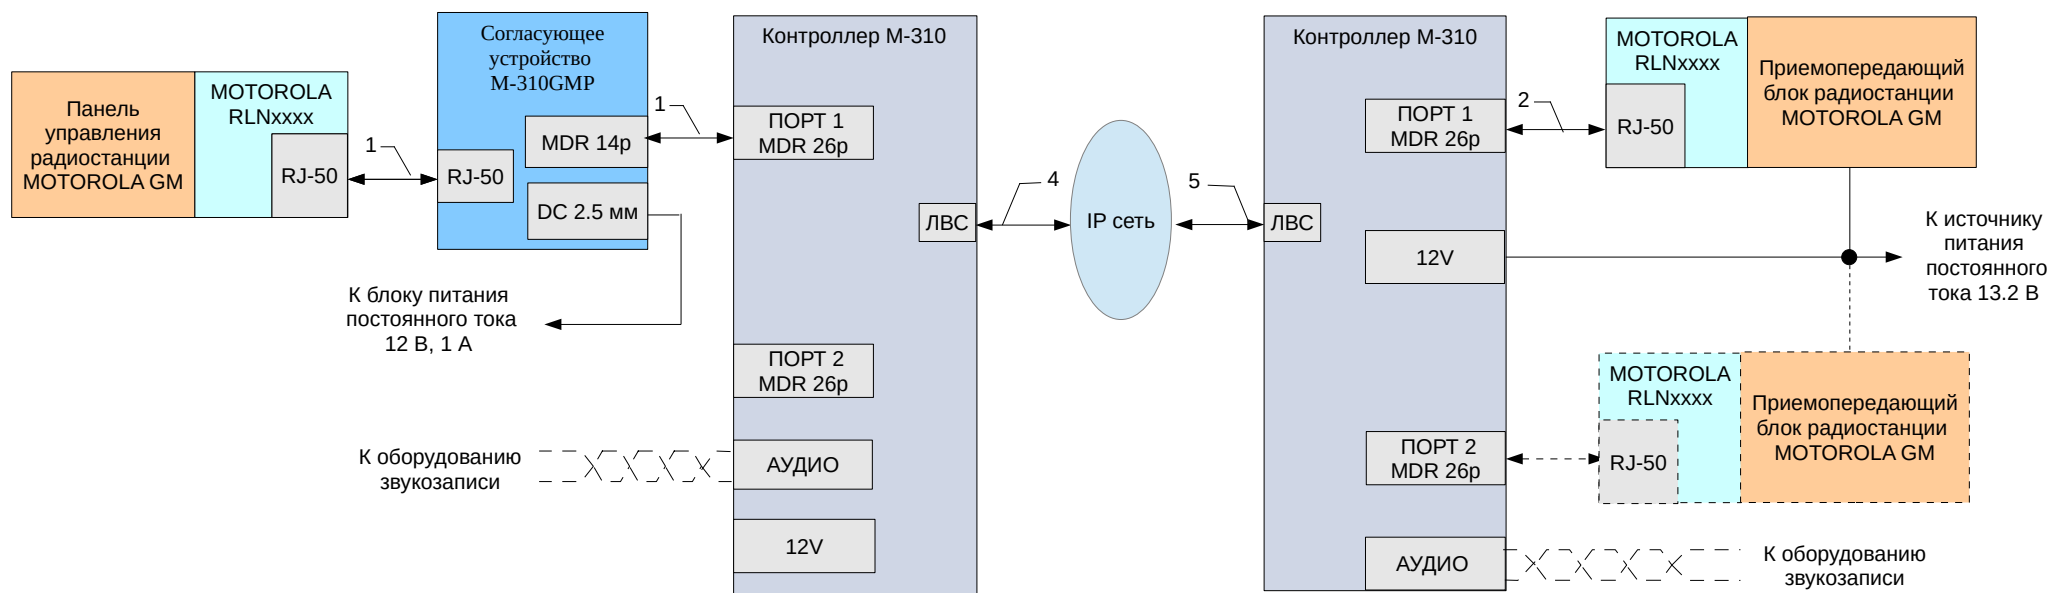 Панель
управления
радиостанции
MOTOROLA GM
MOTOROLA
RLNxxxx
RJ-50
1
Согласующее
устройство
М-310GMP
RJ-50
MDR 14p
DC 2.5 мм
1
К блоку питания
постоянного тока
12 В, 1 А
Контроллер М-310
ПОРТ 1
MDR 26p
ЛВС
ПОРТ 2
MDR 26p
АУДИО
12V
К оборудованию
звукозаписи
4
IP сеть
5
Контроллер М-310
ПОРТ 1
MDR 26p
ЛВС
12V
ПОРТ 2
MDR 26p
АУДИО
2
MOTOROLA
RLNxxxx
RJ-50
Приемопередающий
блок радиостанции
MOTOROLA GM
К источнику
питания
постоянного
тока 13.2 В
MOTOROLA
RLNxxxx
RJ-50
Приемопередающий
блок радиостанции
MOTOROLA GM
К оборудованию
звукозаписи